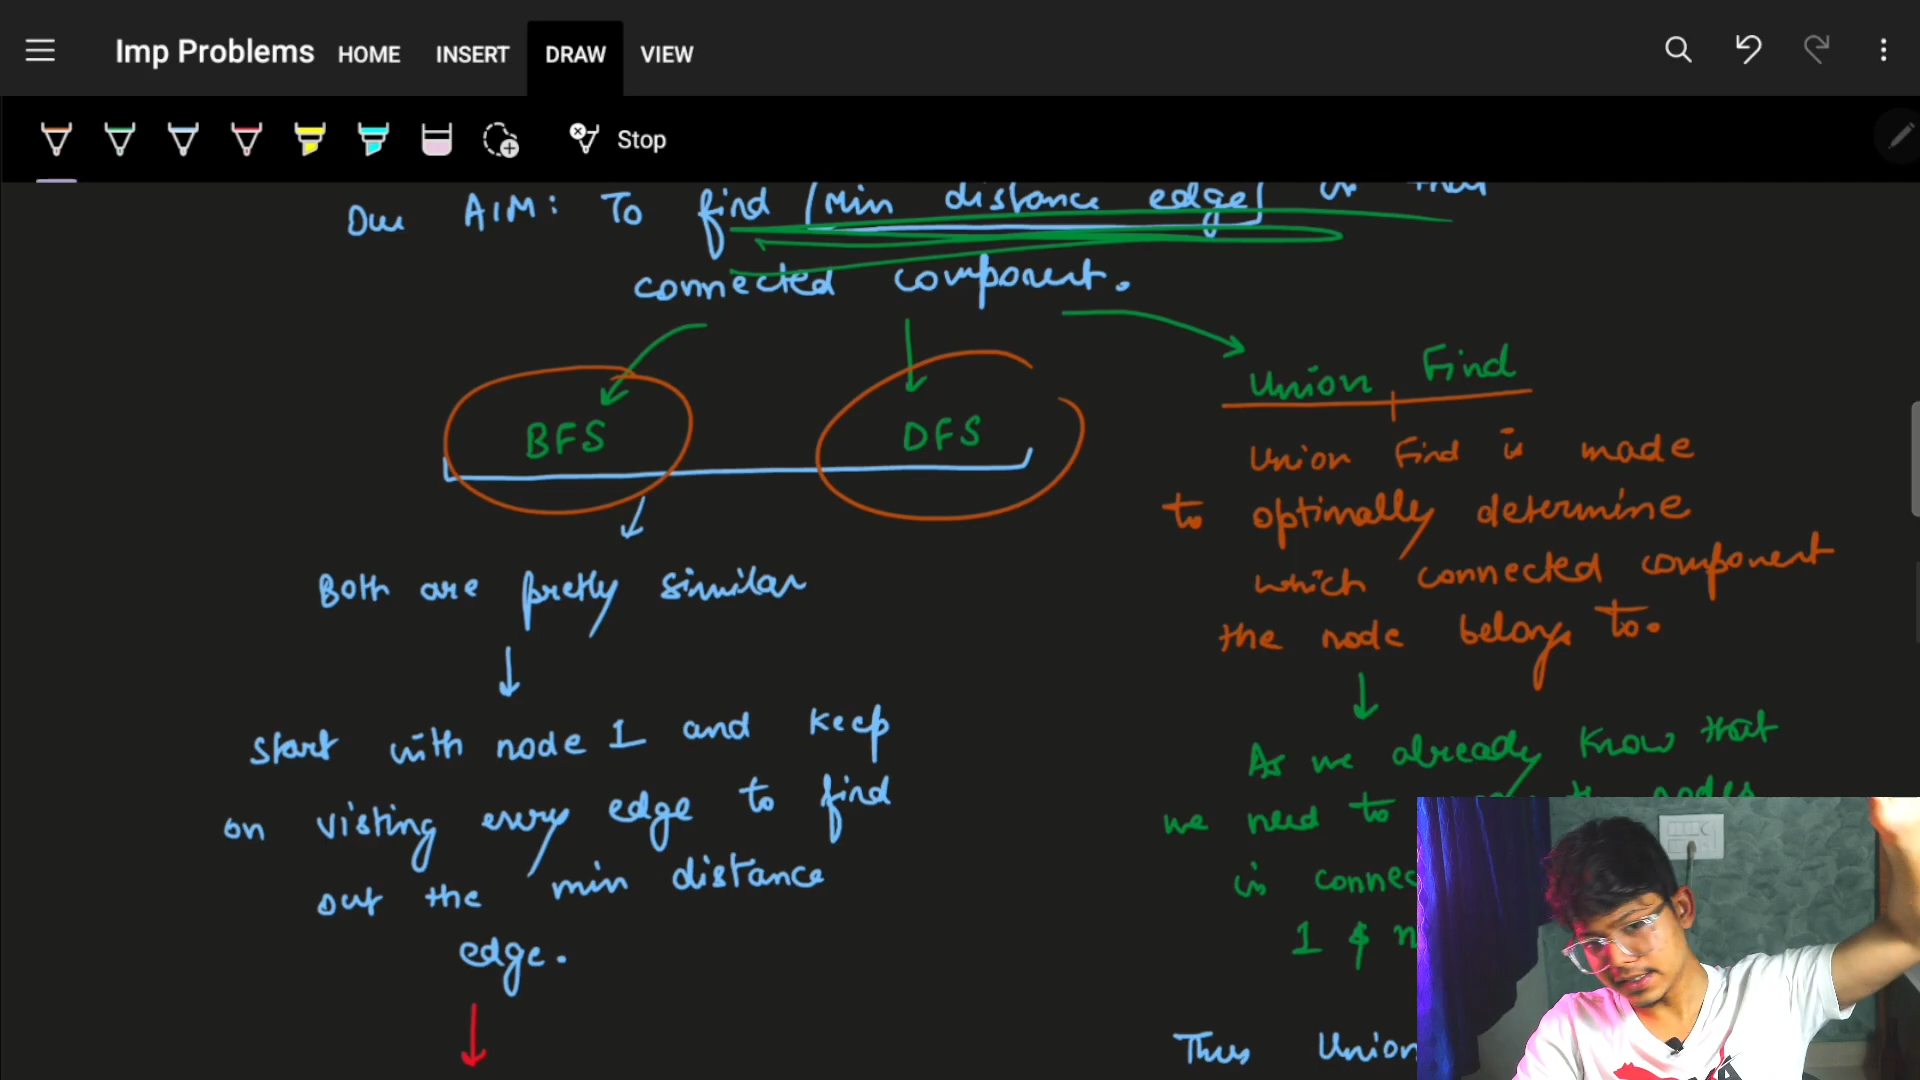 Imp Problems HOME INSERT DRAW VIEW
Stop
Our AIM: To find [Min distance edge] in their
connected component.
BFS DFS
Both are pretty similar
Start with node 1 and keep
on visting every edge to find
out the min distance
edge.
Union Find
Union Find is made
to optimally determine
which connected component
the node belongs to.
As we already know that
we need to nodes
is connec
1 & n
Thus Union